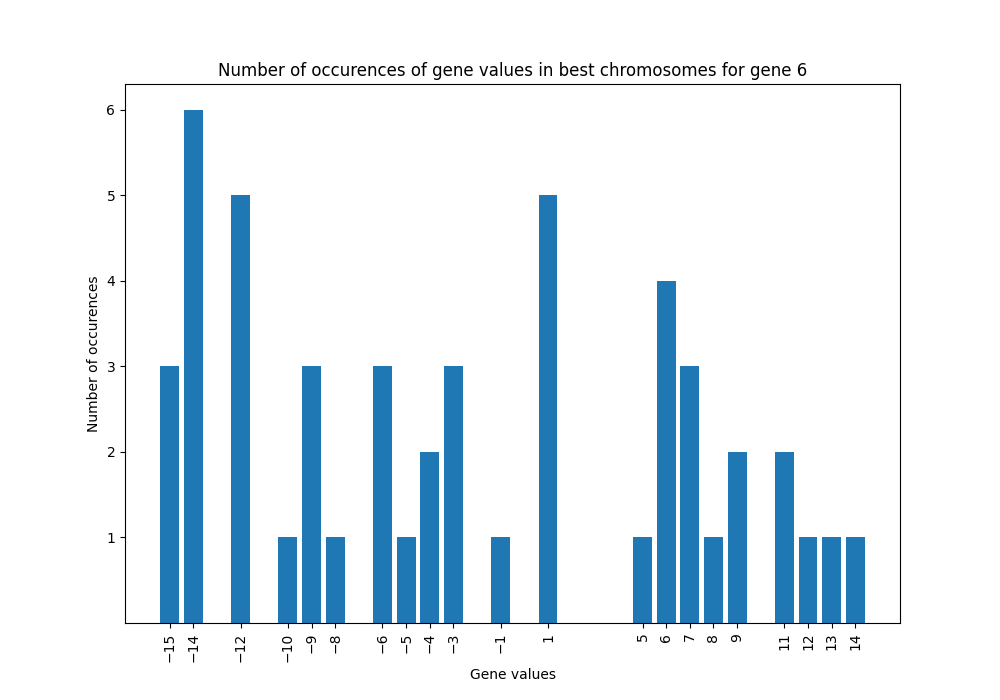 Number of occurences of gene values in best chromosomes for gene 6
6
5
4
3
2
1
Number of occurences
−15 −14 −12 −10 −9 −8 −6 −5 −4 −3 −1 1 5 6 7 8 9 11 12 13 14
Gene values